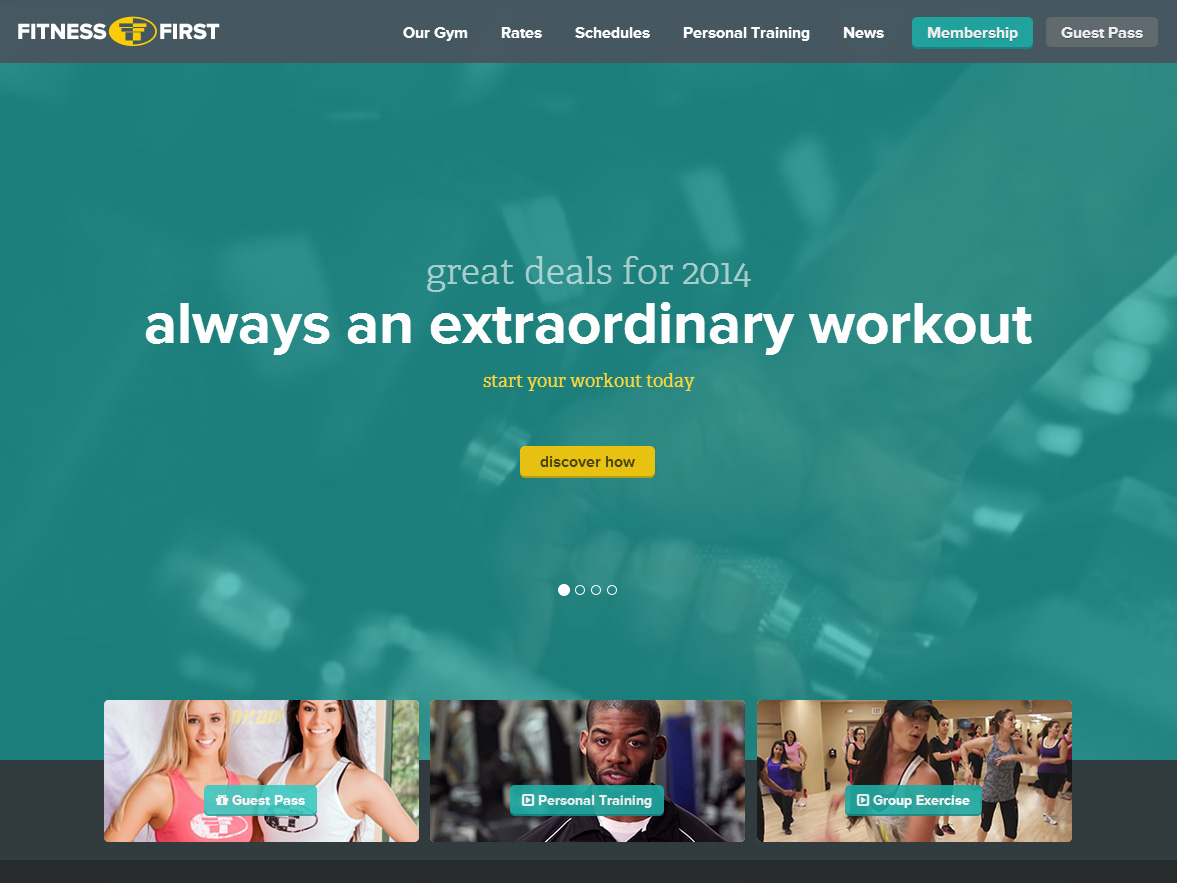 FITNESS FIRST
Our Gym Rates Schedules Personal Training News Membership Guest Pass
great deals for 2014
always an extraordinary workout
start your workout today
discover how
Guest Pass Personal Training Group Exercise